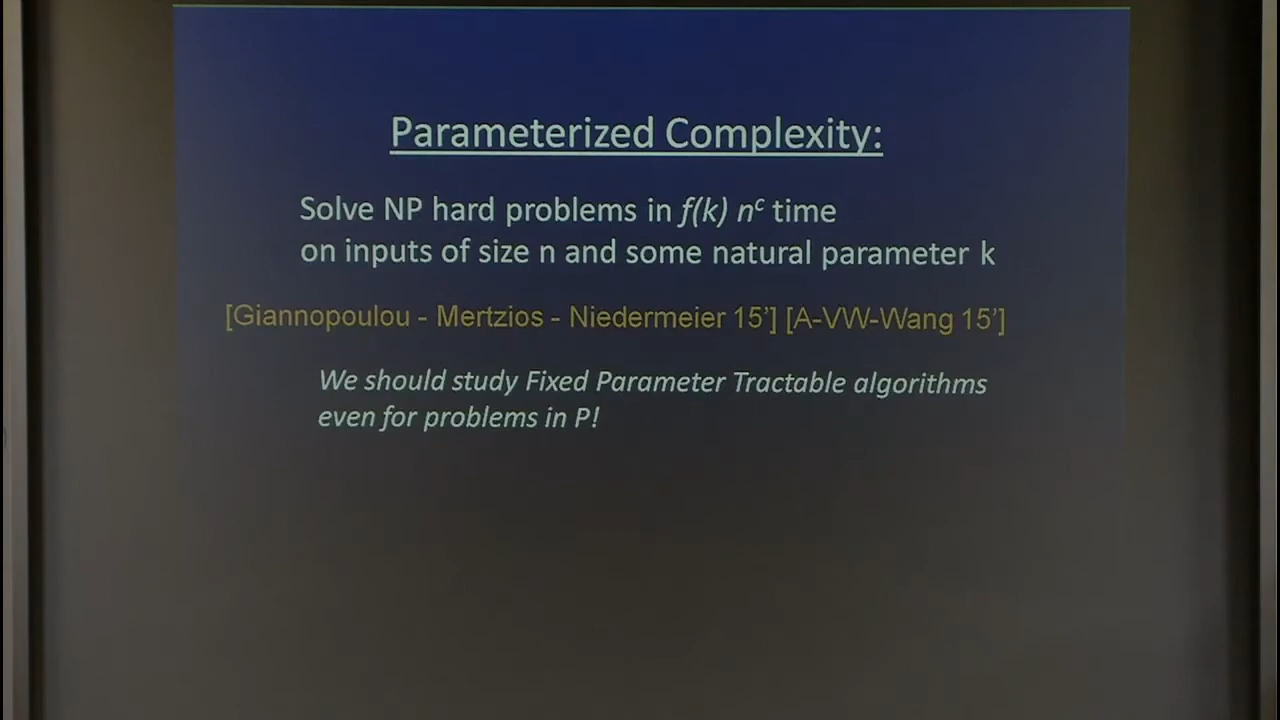 Parameterized Complexity:
Solve NP hard problems in f(k) n^c time
on inputs of size n and some natural parameter k
[Giannopoulou - Mertzios - Niedermeier 15'] [A-VW-Wang 15']
We should study Fixed Parameter Tractable algorithms
even for problems in P!